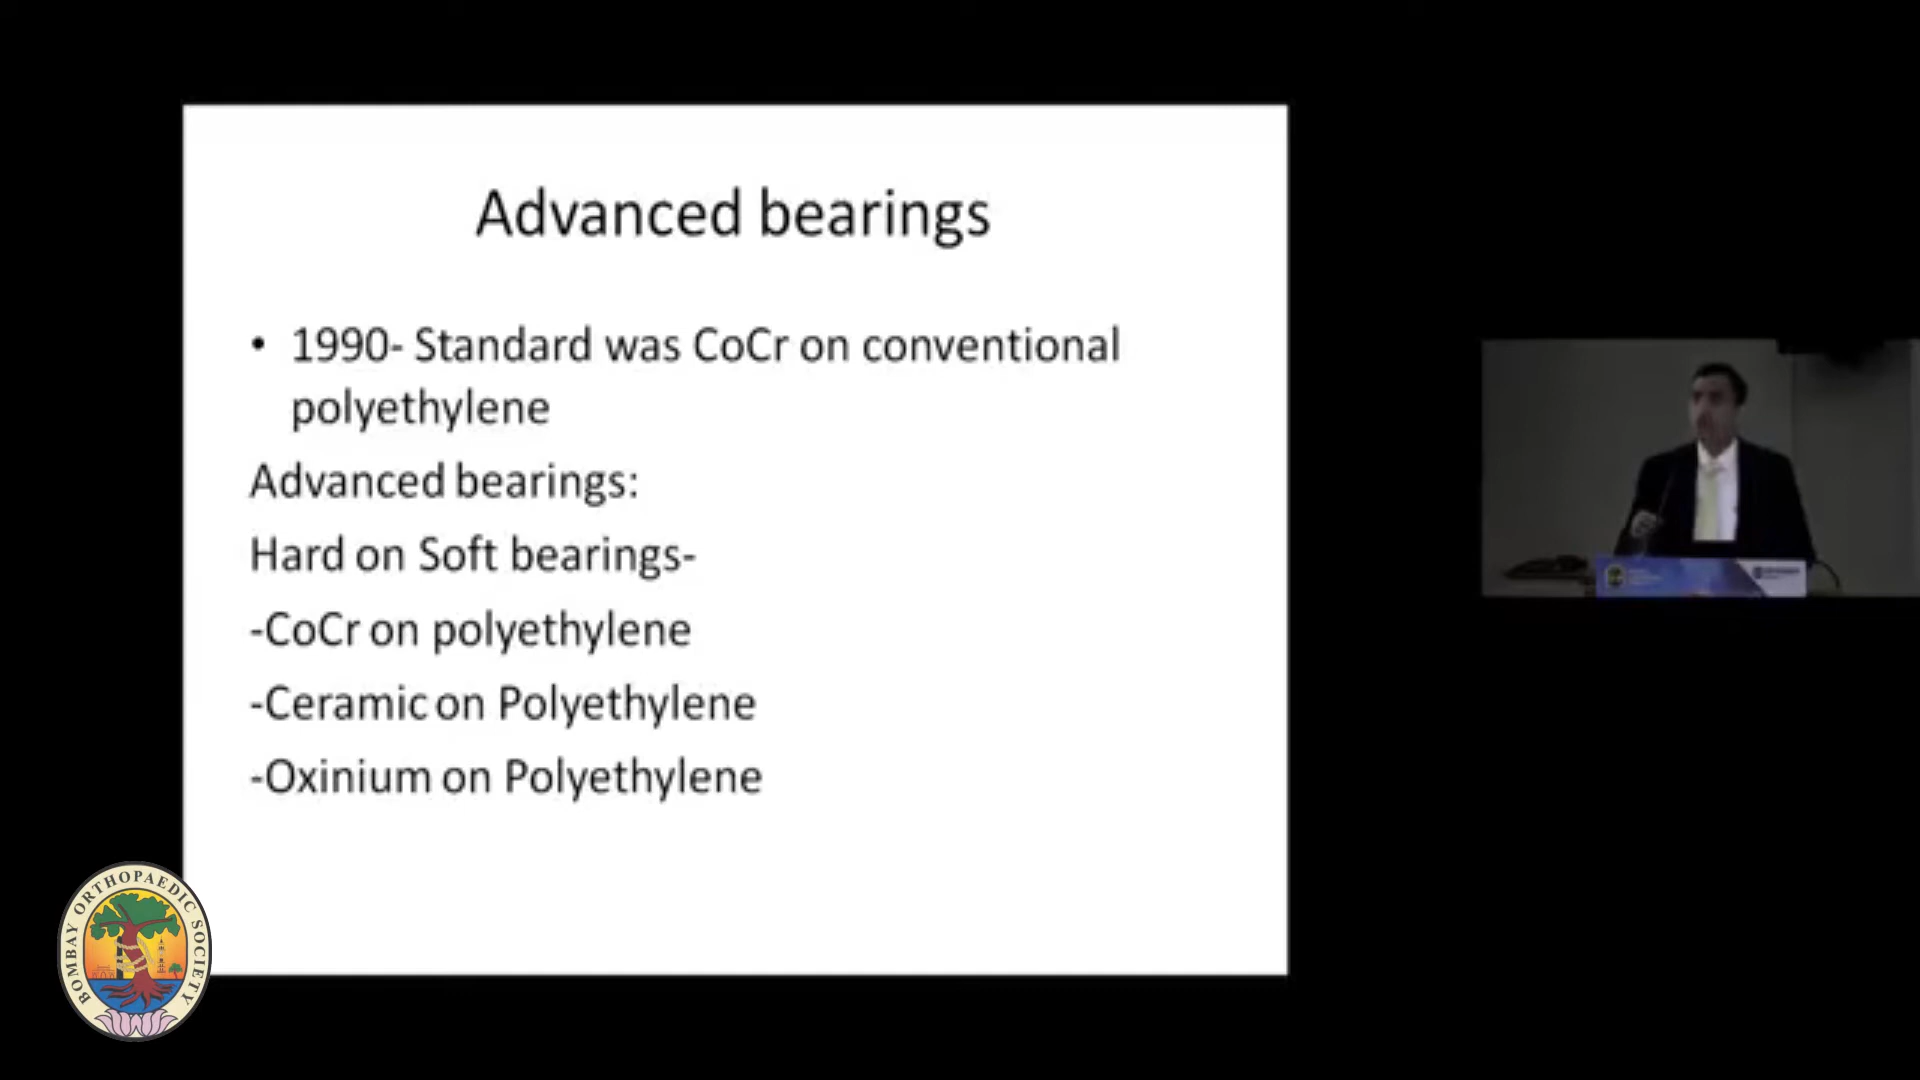 Advanced bearings
• 1990- Standard was CoCr on conventional
polyethylene
Advanced bearings:
Hard on Soft bearings-
-CoCr on polyethylene
-Ceramic on Polyethylene
-Oxinium on Polyethylene
BOMBAY ORTHOPAEDIC SOCIETY